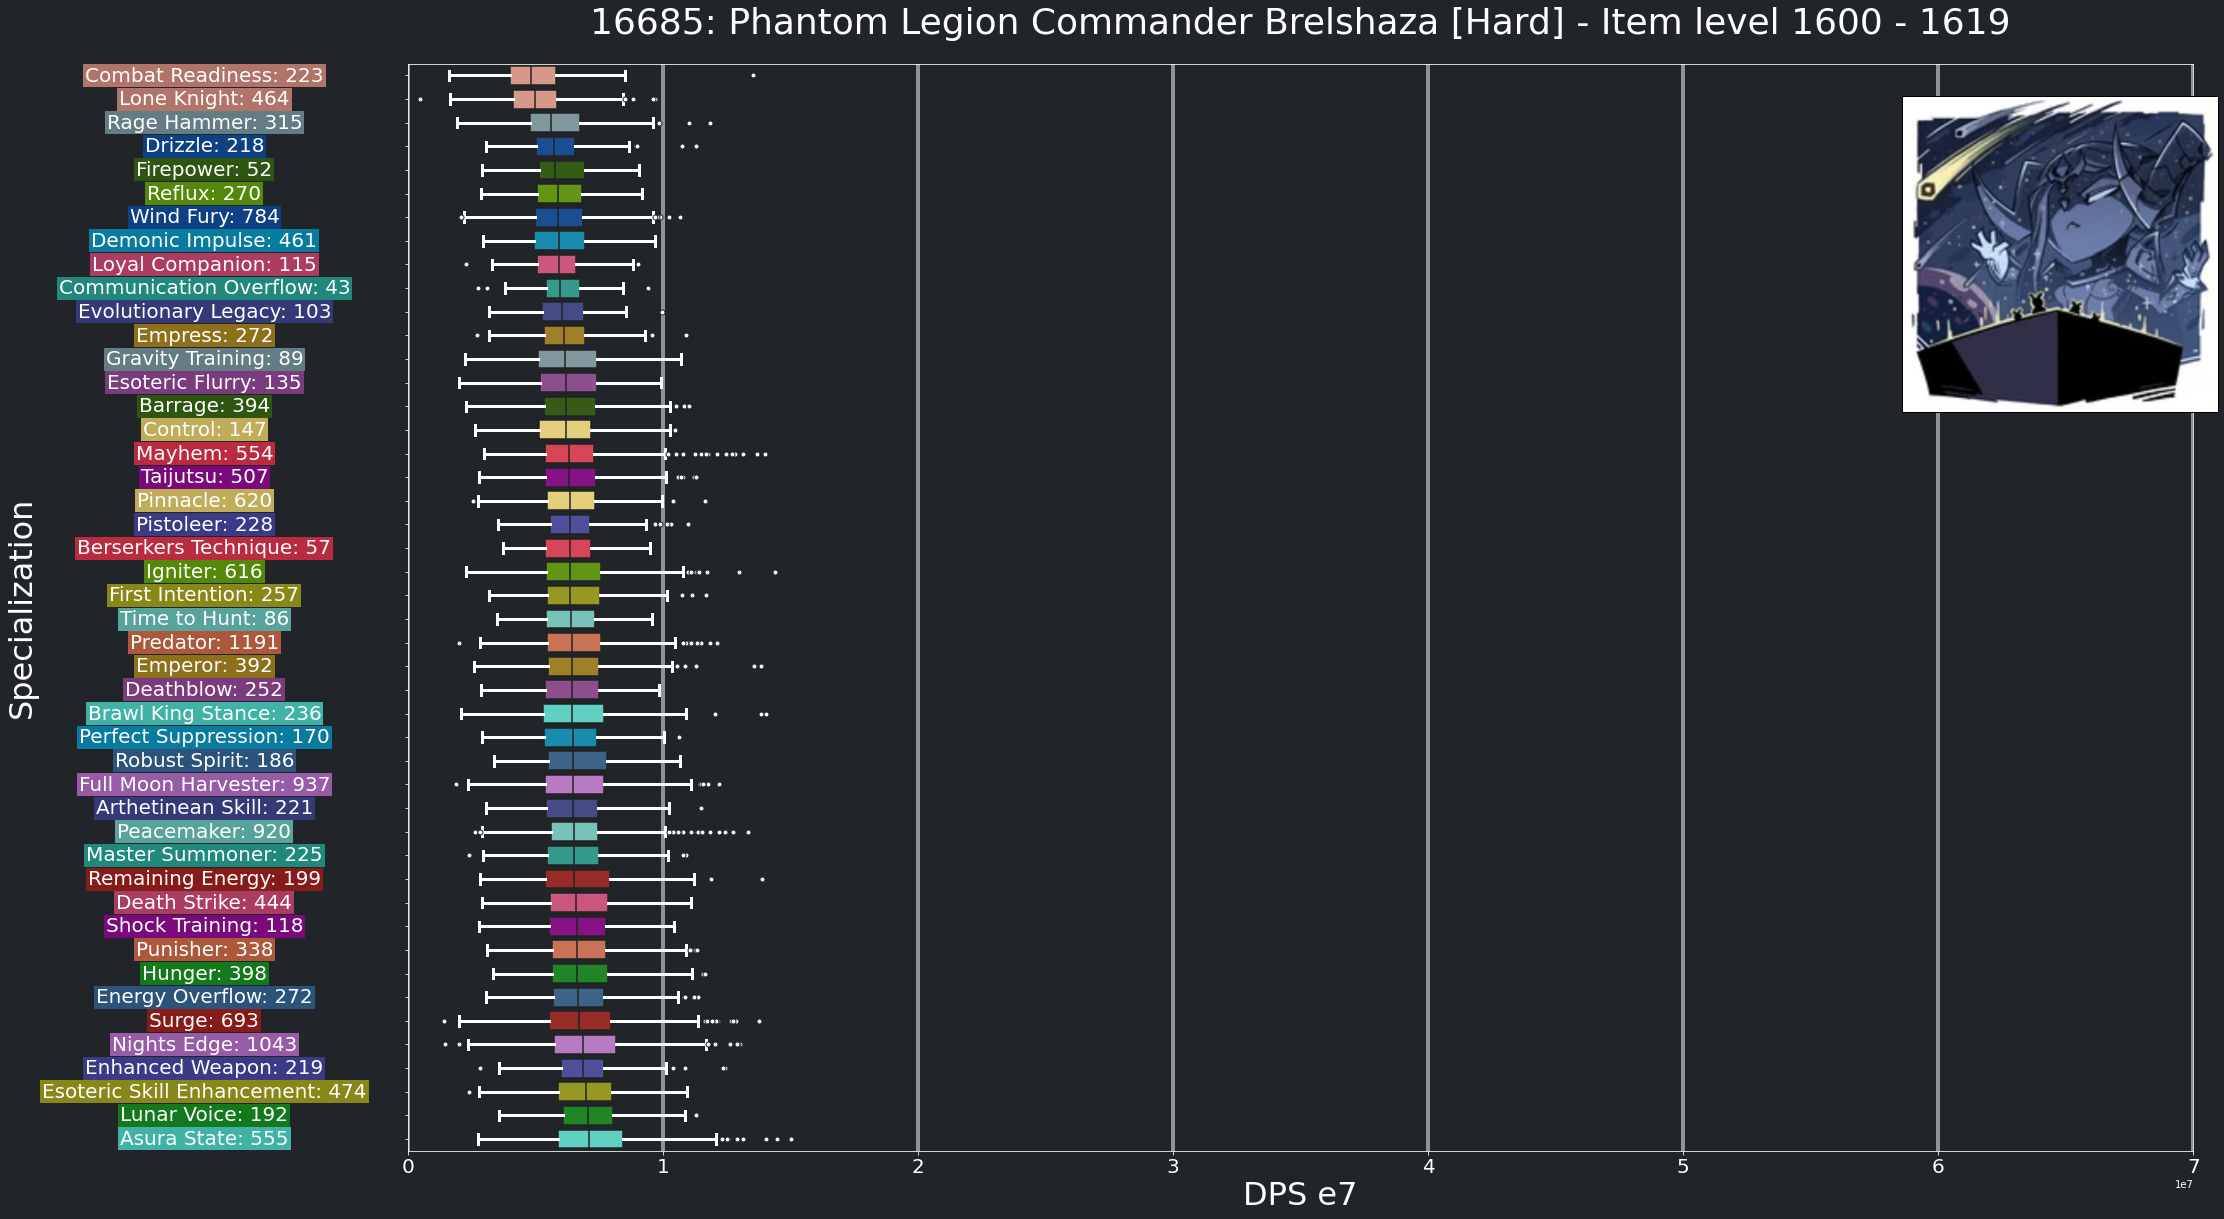 16685: Phantom Legion Commander Brelshaza [Hard] - Item level 1600 - 1619
Specialization
Combat Readiness: 223
Lone Knight: 464
Rage Hammer: 315
Drizzle: 218
Firepower: 52
Reflux: 270
Wind Fury: 784
Demonic Impulse: 461
Loyal Companion: 115
Communication Overflow: 43
Evolutionary Legacy: 103
Empress: 272
Gravity Training: 89
Esoteric Flurry: 135
Barrage: 394
Control: 147
Mayhem: 554
Taijutsu: 507
Pinnacle: 620
Pistoleer: 228
Berserkers Technique: 57
Igniter: 616
First Intention: 257
Time to Hunt: 86
Predator: 1191
Emperor: 392
Deathblow: 252
Brawl King Stance: 236
Perfect Suppression: 170
Robust Spirit: 186
Full Moon Harvester: 937
Arthetinean Skill: 221
Peacemaker: 920
Master Summoner: 225
Remaining Energy: 199
Death Strike: 444
Shock Training: 118
Punisher: 338
Hunger: 398
Energy Overflow: 272
Surge: 693
Nights Edge: 1043
Enhanced Weapon: 219
Esoteric Skill Enhancement: 474
Lunar Voice: 192
Asura State: 555
0 1 2 3 4 5 6 7
1e7
DPS e7